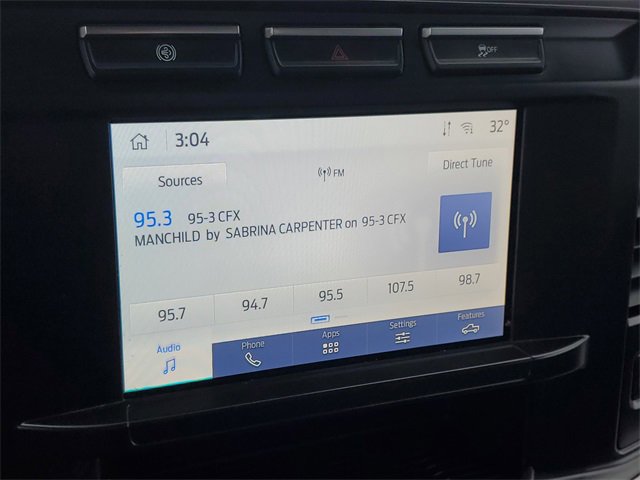 OFF
3:04
32°
Sources
FM
Direct Tune
95.3 95-3 CFX
MANCHILD by SABRINA CARPENTER on 95-3 CFX
95.7 94.7 95.5 107.5 98.7
Audio Phone Apps Settings Features